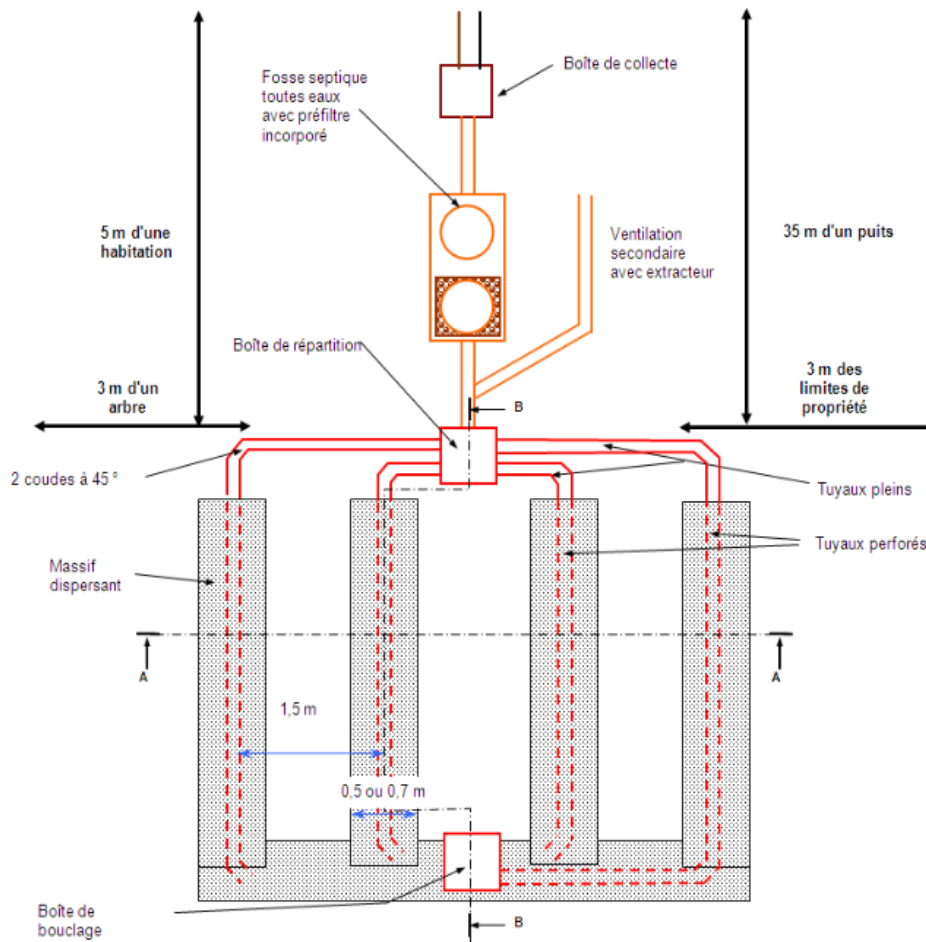 Boîte de collecte
Fosse septique
toutes eaux
avec préfiltre
incorporé
5 m d'une
habitation
Ventilation
secondaire
avec extracteur
35 m d'un puits
Boîte de répartition
3 m d'un
arbre
3 m des
limites de
propriété
B
2 coudes à 45 °
Tuyaux pleins
Tuyaux perforés
Massif
dispersant
A
A
1,5 m
0,5 ou 0,7 m
Boîte de
bouclage
B